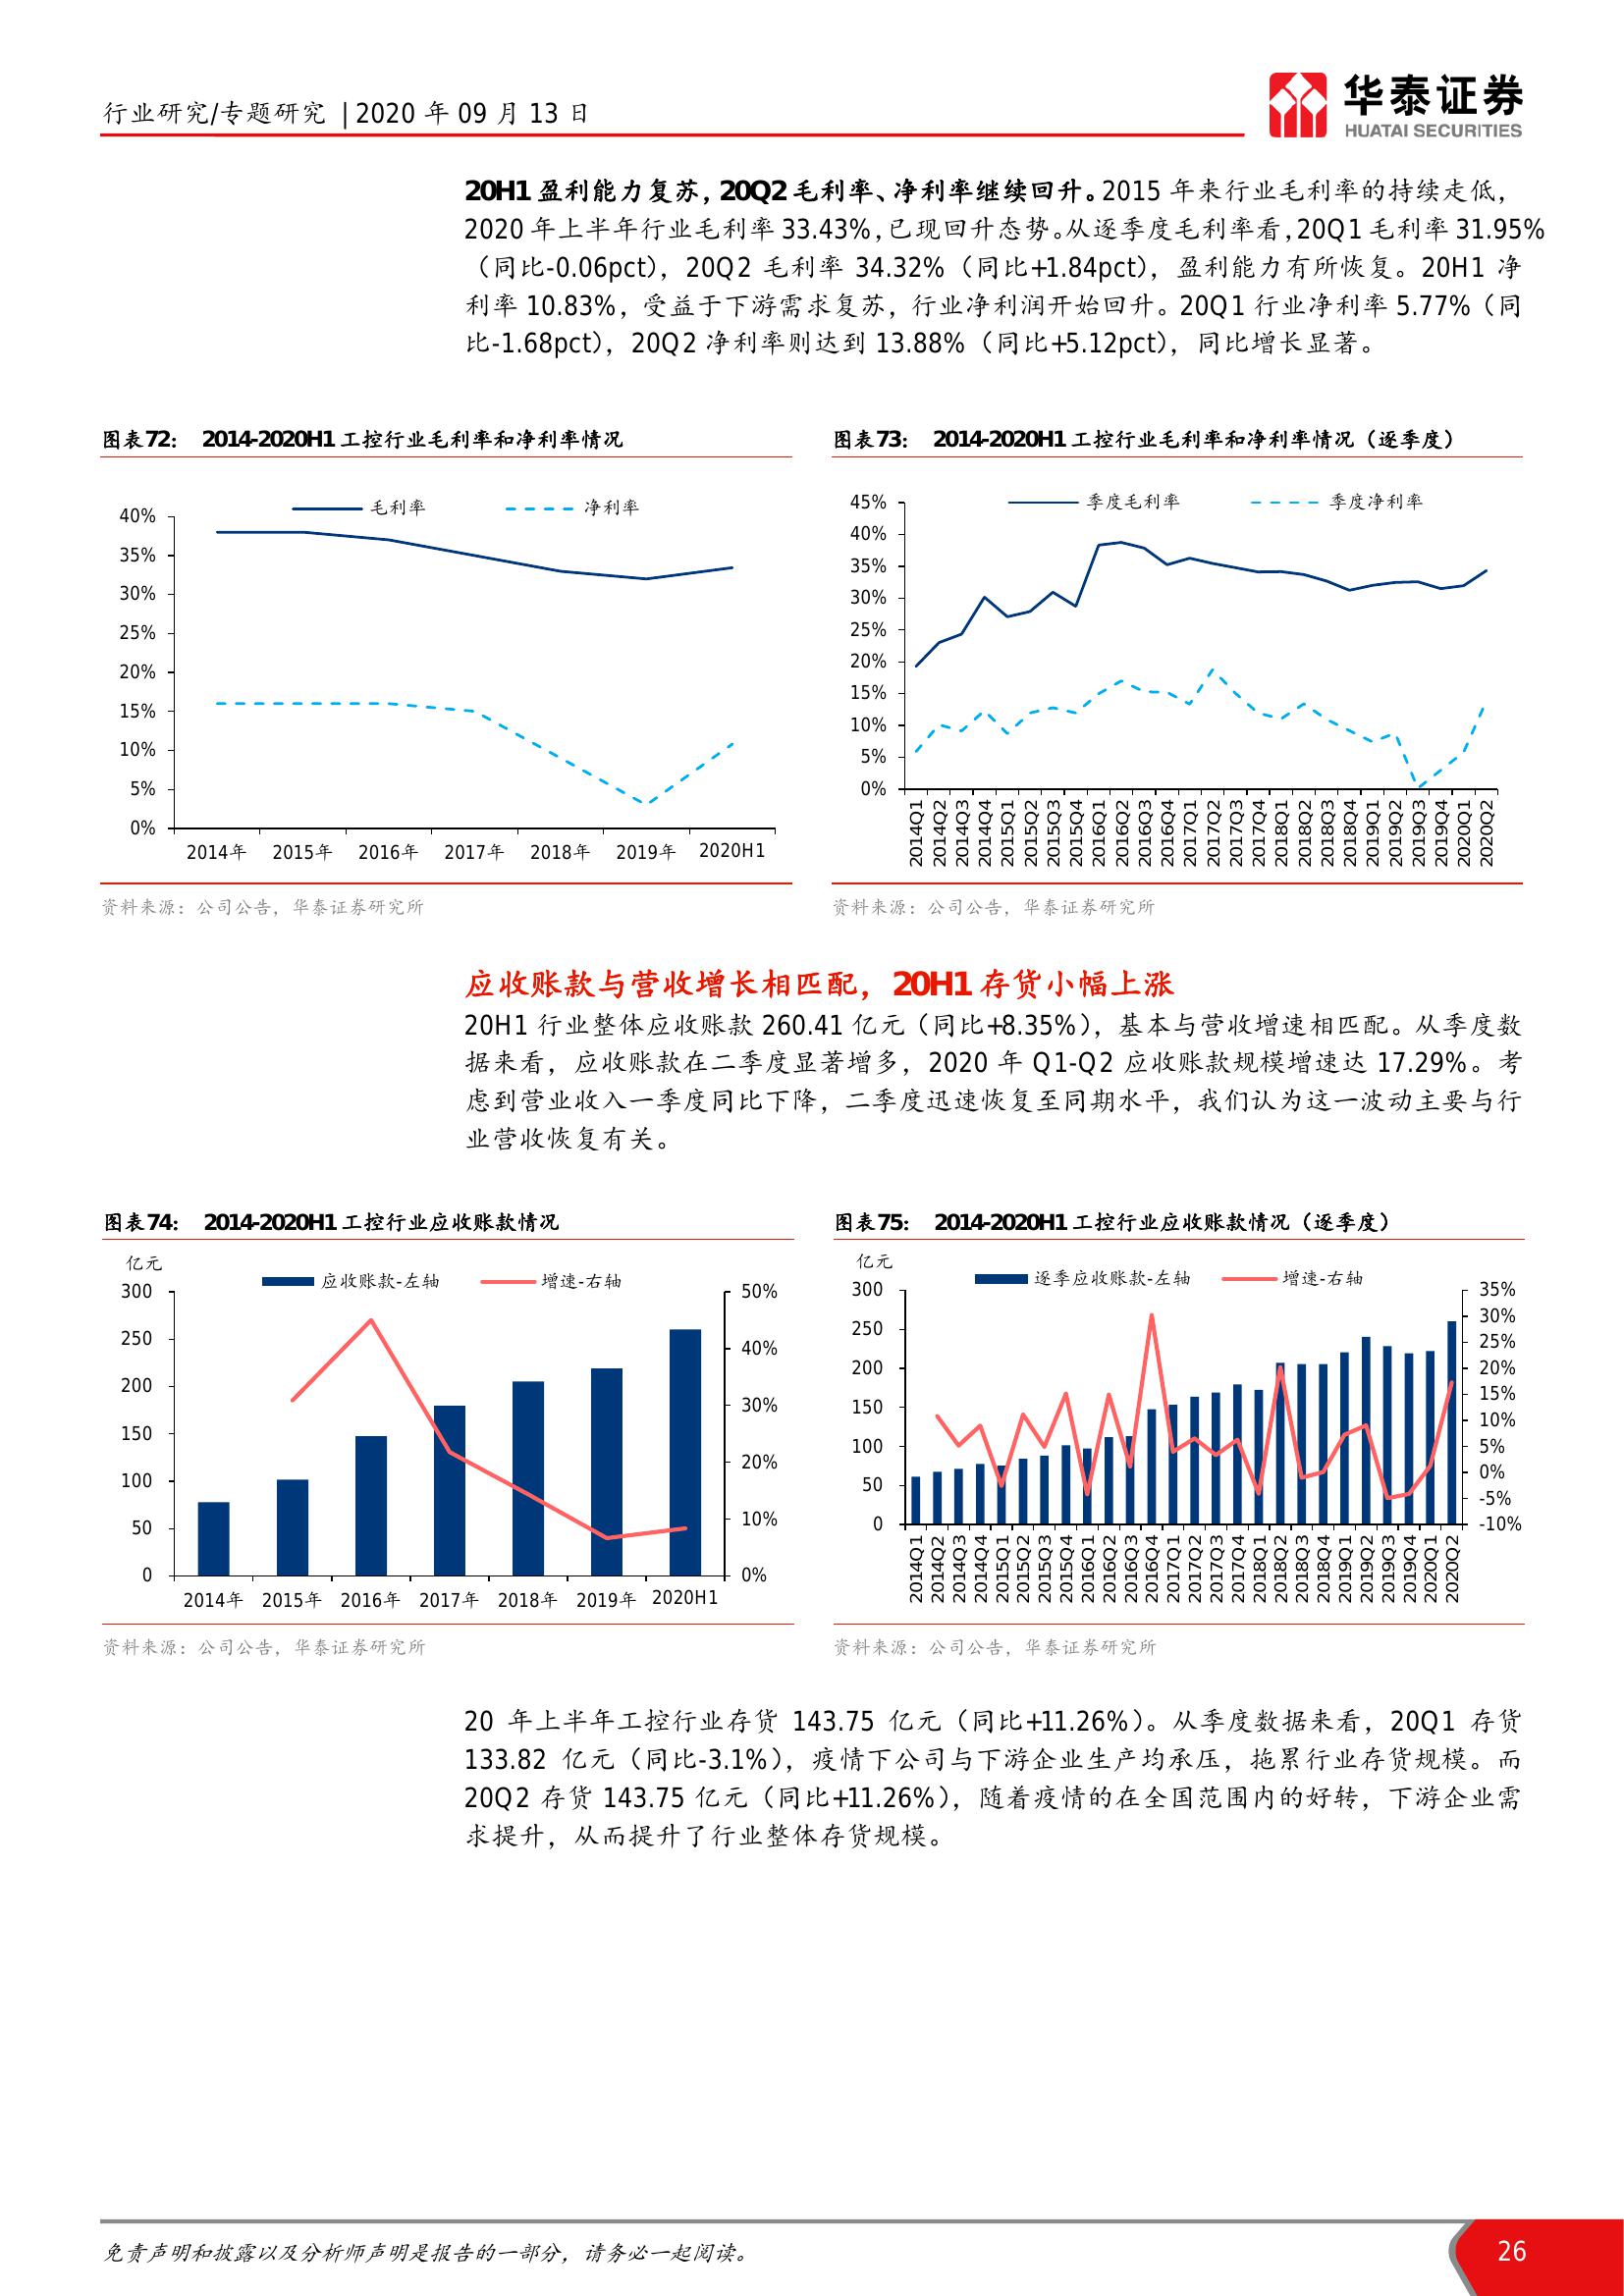 行业研究/专题研究 | 2020 年 09 月 13 日
华泰证券
HUATAI SECURITIES
20H1 盈利能力复苏，20Q2 毛利率、净利率继续回升。2015 年来行业毛利率的持续走低，
2020 年上半年行业毛利率 33.43%，已现回升态势。从逐季度毛利率看，20Q1 毛利率 31.95%
（同比-0.06pct），20Q2 毛利率 34.32%（同比+1.84pct），盈利能力有所恢复。20H1 净
利率 10.83%，受益于下游需求复苏，行业净利润开始回升。20Q1 行业净利率 5.77%（同
比-1.68pct），20Q2 净利率则达到 13.88%（同比+5.12pct），同比增长显著。
图表72： 2014-2020H1 工控行业毛利率和净利率情况
毛利率 净利率
40%
35%
30%
25%
20%
15%
10%
5%
0%
2014年 2015年 2016年 2017年 2018年 2019年 2020H1
资料来源：公司公告，华泰证券研究所
图表73： 2014-2020H1 工控行业毛利率和净利率情况（逐季度）
季度毛利率 季度净利率
45%
40%
35%
30%
25%
20%
15%
10%
5%
0%
2014Q1 2014Q2 2014Q3 2014Q4 2015Q1 2015Q2 2015Q3 2015Q4 2016Q1 2016Q2 2016Q3 2016Q4 2017Q1 2017Q2 2017Q3 2017Q4 2018Q1 2018Q2 2018Q3 2018Q4 2019Q1 2019Q2 2019Q3 2019Q4 2020Q1 2020Q2
资料来源：公司公告，华泰证券研究所
应收账款与营收增长相匹配，20H1 存货小幅上涨
20H1 行业整体应收账款 260.41 亿元（同比+8.35%），基本与营收增速相匹配。从季度数
据来看，应收账款在二季度显著增多，2020 年 Q1-Q2 应收账款规模增速达 17.29%。考
虑到营业收入一季度同比下降，二季度迅速恢复至同期水平，我们认为这一波动主要与行
业营收恢复有关。
图表74： 2014-2020H1 工控行业应收账款情况
亿元
应收账款-左轴 增速-右轴
300
250
200
150
100
50
0
50%
40%
30%
20%
10%
0%
2014年 2015年 2016年 2017年 2018年 2019年 2020H1
资料来源：公司公告，华泰证券研究所
图表75： 2014-2020H1 工控行业应收账款情况（逐季度）
亿元
逐季应收账款-左轴 增速-右轴
300
250
200
150
100
50
0
35%
30%
25%
20%
15%
10%
5%
0%
-5%
-10%
2014Q1 2014Q2 2014Q3 2014Q4 2015Q1 2015Q2 2015Q3 2015Q4 2016Q1 2016Q2 2016Q3 2016Q4 2017Q1 2017Q2 2017Q3 2017Q4 2018Q1 2018Q2 2018Q3 2018Q4 2019Q1 2019Q2 2019Q3 2019Q4 2020Q1 2020Q2
资料来源：公司公告，华泰证券研究所
20 年上半年工控行业存货 143.75 亿元（同比+11.26%）。从季度数据来看，20Q1 存货
133.82 亿元（同比-3.1%），疫情下公司与下游企业生产均承压，拖累行业存货规模。而
20Q2 存货 143.75 亿元（同比+11.26%），随着疫情的在全国范围内的好转，下游企业需
求提升，从而提升了行业整体存货规模。
免责声明和披露以及分析师声明是报告的一部分，请务必一起阅读。
26